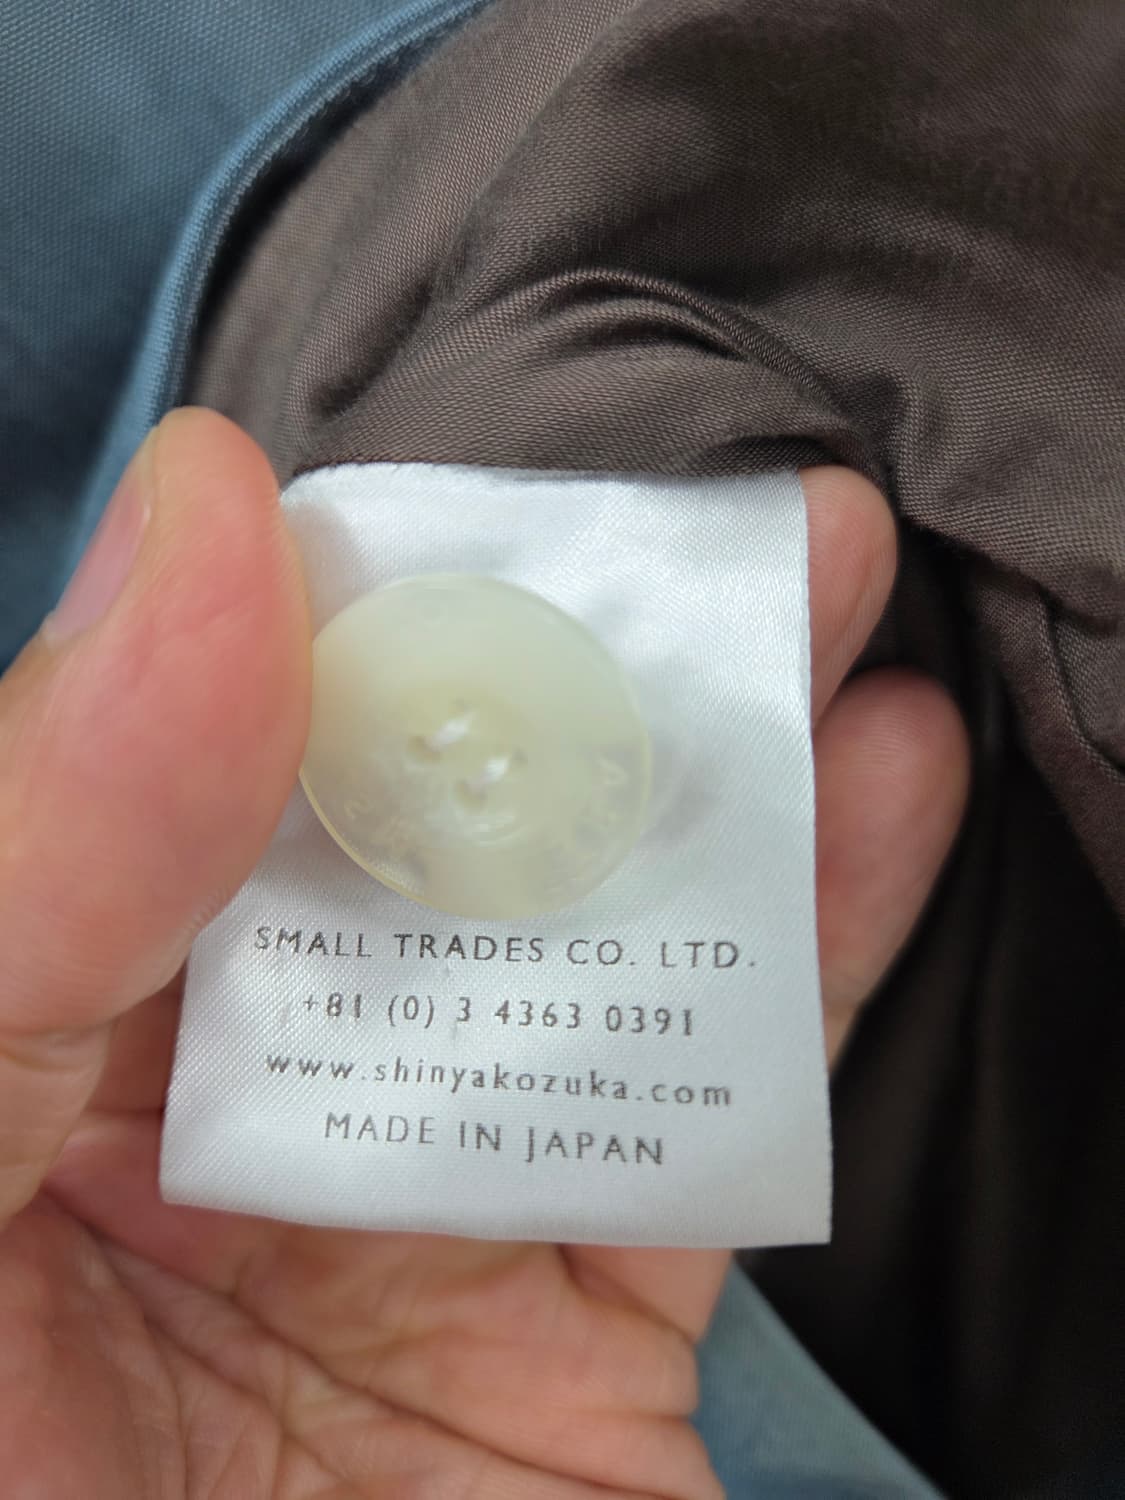 SMALL TRADES CO. LTD.
+81 (0) 3 4363 0391
www.shinyakozuka.com
MADE IN JAPAN